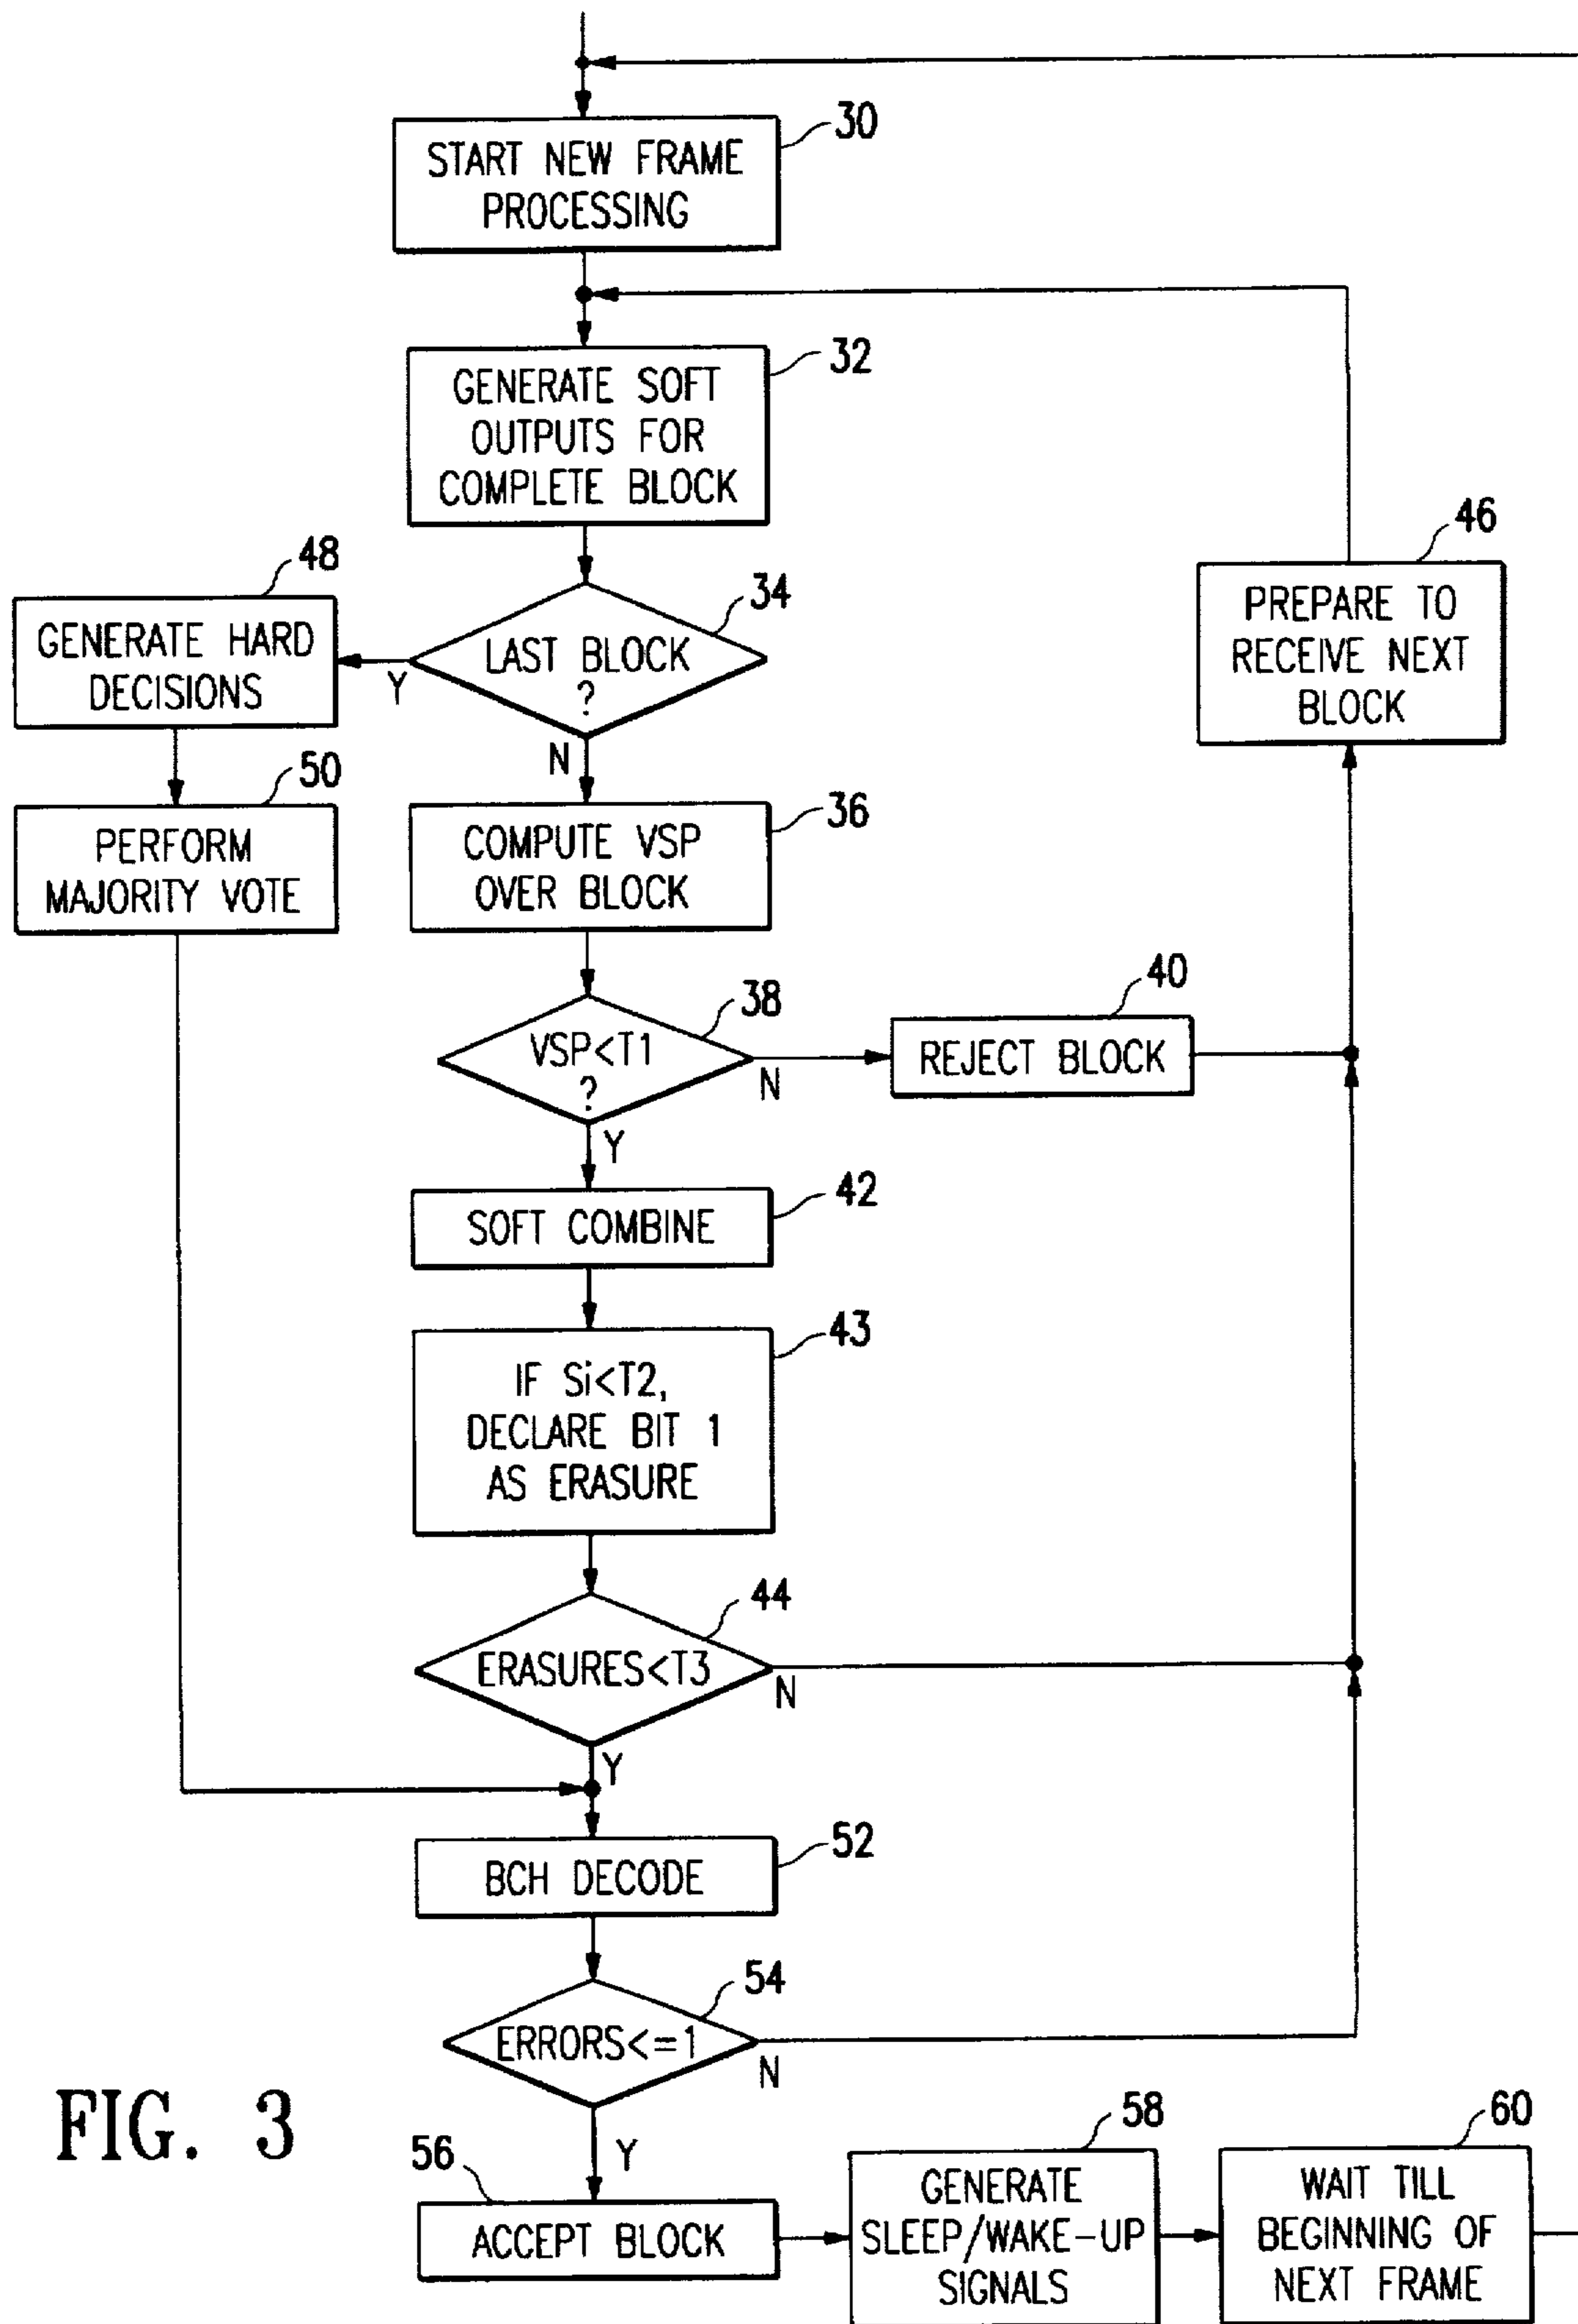 30
START NEW FRAME
PROCESSING
32
GENERATE SOFT
OUTPUTS FOR
COMPLETE BLOCK
46
PREPARE TO
RECEIVE NEXT
BLOCK
48
GENERATE HARD
DECISIONS
34
LAST BLOCK
?
Y
N
50
PERFORM
MAJORITY VOTE
36
COMPUTE VSP
OVER BLOCK
38
VSP<T1
?
N
Y
40
REJECT BLOCK
42
SOFT COMBINE
43
IF Si<T2,
DECLARE BIT 1
AS ERASURE
44
ERASURES<T3
N
Y
52
BCH DECODE
54
ERRORS<=1
N
Y
FIG. 3
56
ACCEPT BLOCK
58
GENERATE
SLEEP/WAKE-UP
SIGNALS
60
WAIT TILL
BEGINNING OF
NEXT FRAME